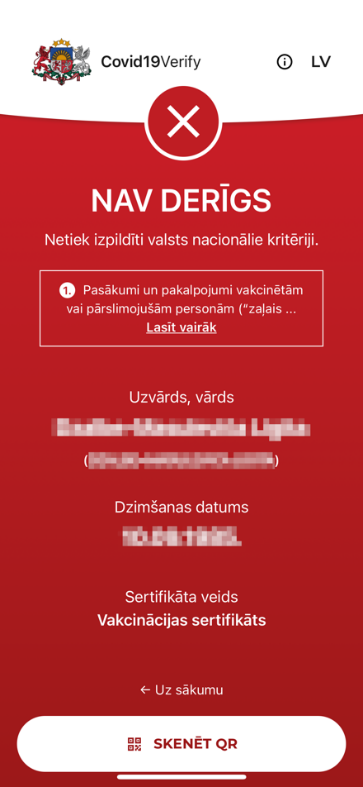 Covid19Verify
LV
NAV DERĪGS
Netiek izpildīti valsts nacionālie kritēriji.
1. Pasākumi un pakalpojumi vakcinētām
vai pārslimojušām personām (“zaļais ...
Lasīt vairāk
Uzvārds, vārds
Dzimšanas datums
Sertifikāta veids
Vakcinācijas sertifikāts
← Uz sākumu
SKENĒT QR